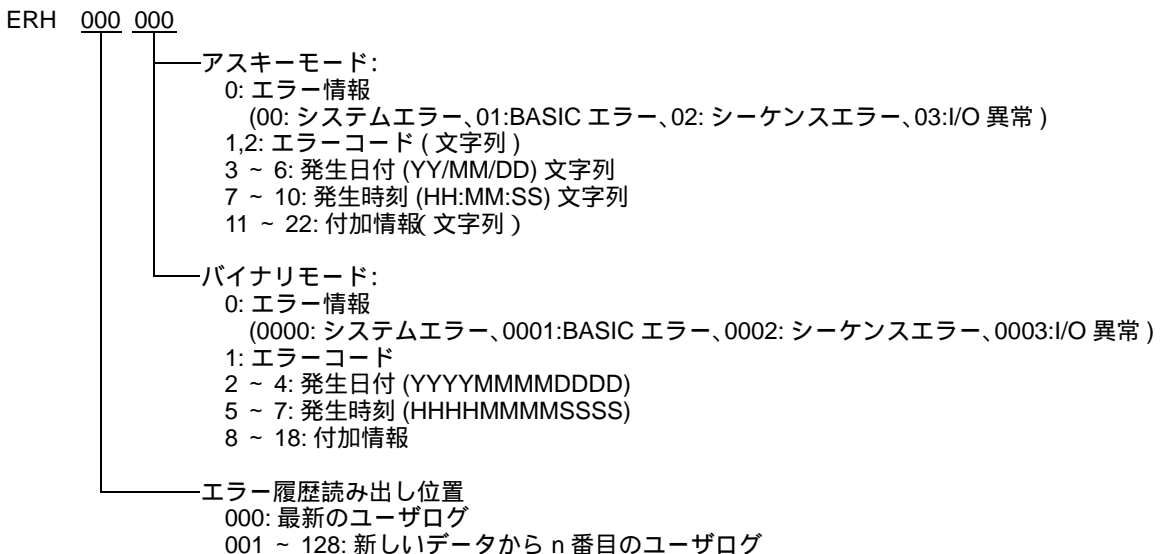 ERH 000 000
アスキーモード:
0: エラー情報
(00: システムエラー、01:BASIC エラー、02: シーケンスエラー、03:I/O 異常 )
1,2: エラーコード ( 文字列 )
3 ~ 6: 発生日付 (YY/MM/DD) 文字列
7 ~ 10: 発生時刻 (HH:MM:SS) 文字列
11 ~ 22: 付加情報( 文字列 )
バイナリモード:
0: エラー情報
(0000: システムエラー、0001:BASIC エラー、0002: シーケンスエラー、0003:I/O 異常 )
1: エラーコード
2 ~ 4: 発生日付 (YYYYMMMMDDDD)
5 ~ 7: 発生時刻 (HHHHMMMMSSSS)
8 ~ 18: 付加情報
エラー履歴読み出し位置
000: 最新のユーザログ
001 ~ 128: 新しいデータから n 番目のユーザログ